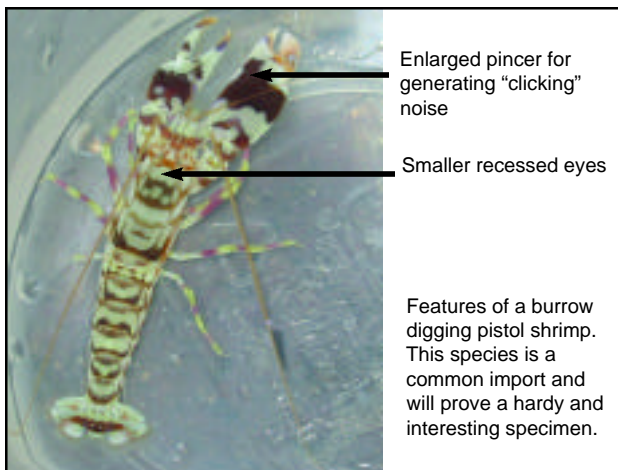 Enlarged pincer for
generating “clicking”
noise
Smaller recessed eyes
Features of a burrow
digging pistol shrimp.
This species is a
common import and
will prove a hardy and
interesting specimen.